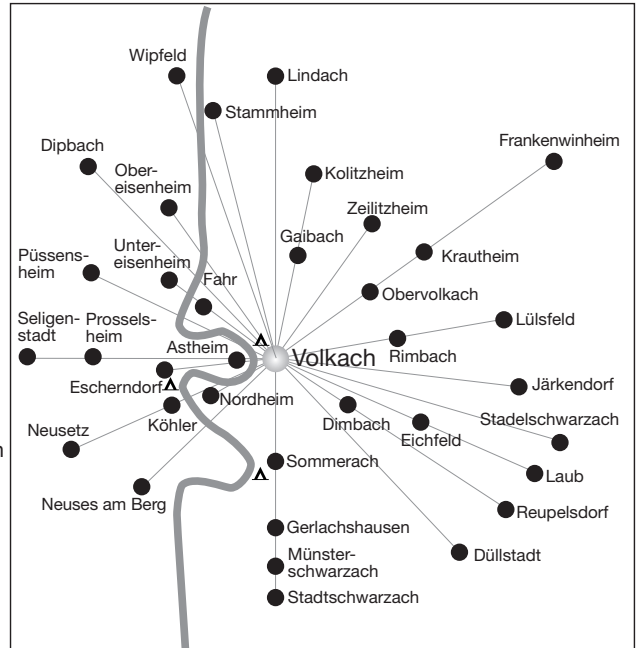 Wipfeld
Lindach
Stammheim
Frankenwinheim
Dipbach
Ober-
eisenheim
Kolitzheim
Zeilitzheim
Gaibach
Krautheim
Püssens-
heim
Unter-
eisenheim
Fahr
Obervolkach
Seligen-
stadt
Prossels-
heim
Lülsfeld
Astheim
Volkach
Rimbach
Escherndorf
Järkendorf
Nordheim
Stadelschwarzach
Köhler
Dimbach
Eichfeld
Neusetz
Sommerach
Laub
Neuses am Berg
Reupelsdorf
Gerlachshausen
Düllstadt
Münster-
schwarzach
Stadtschwarzach